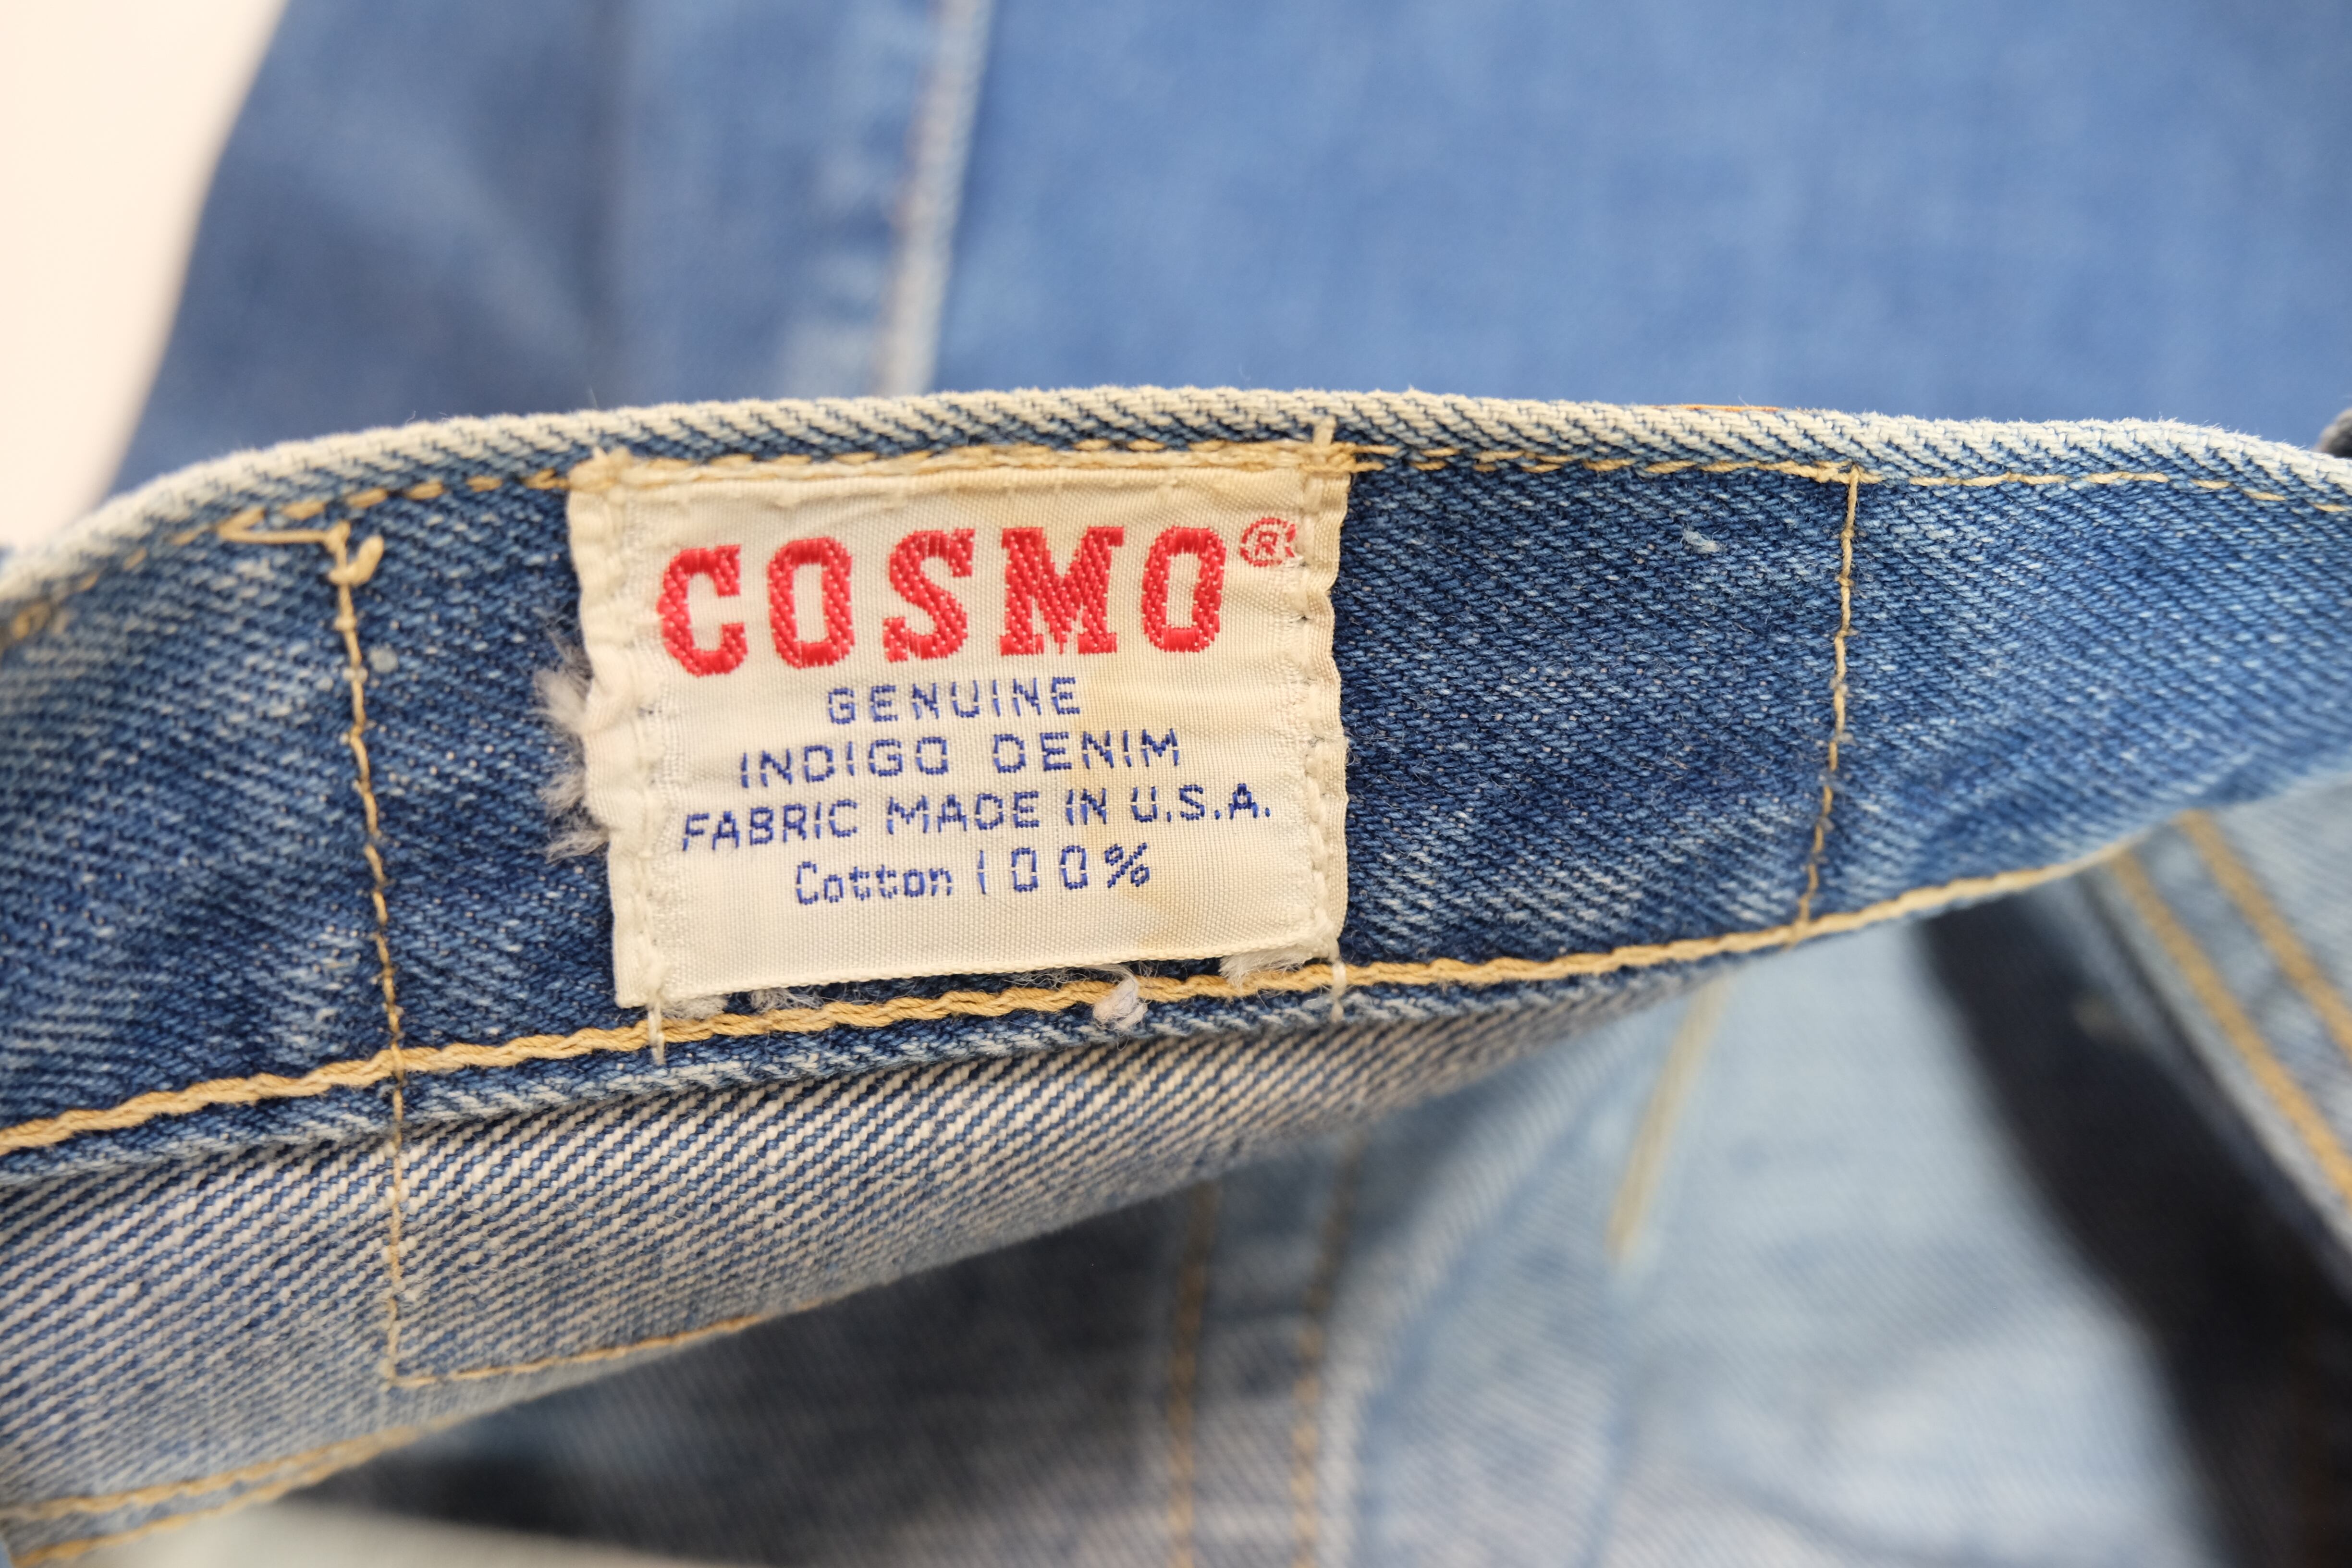 COSMO®
GENUINE
INDIGO DENIM
FABRIC MADE IN U.S.A.
Cotton 100%